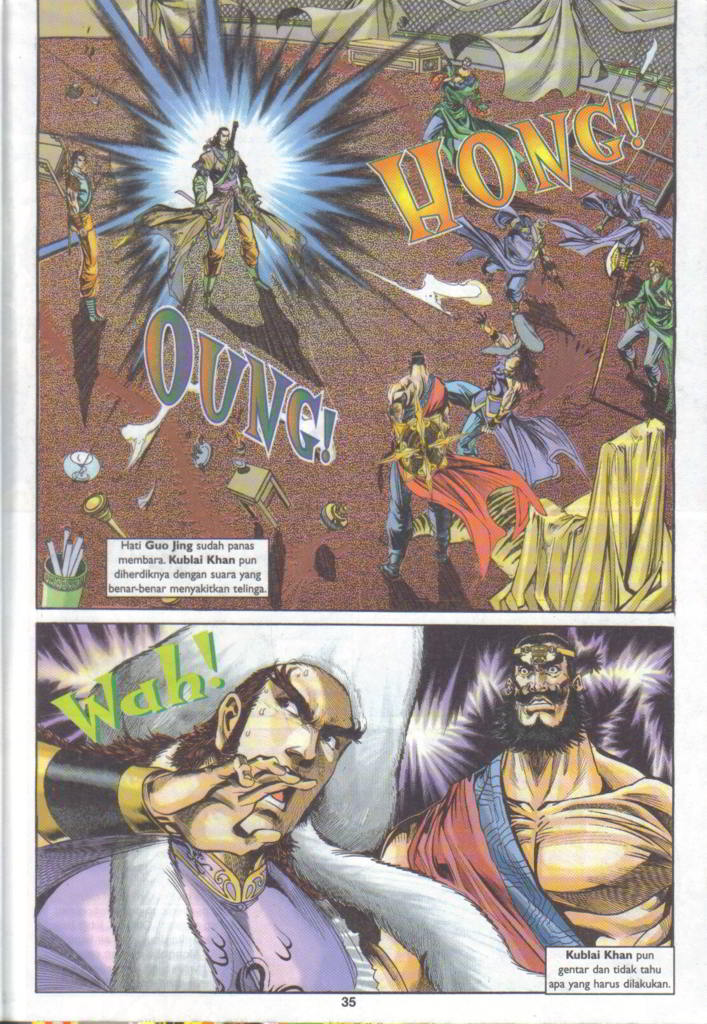 HONG!
OUNG!
Hati Guo Jing sudah panas
membara. Kublai Khan pun
diherdiknya dengan suara yang
benar-benar menyakitkan telinga.
Wah!
Kublai Khan pun
gentar dan tidak tahu
apa yang harus dilakukan.
35